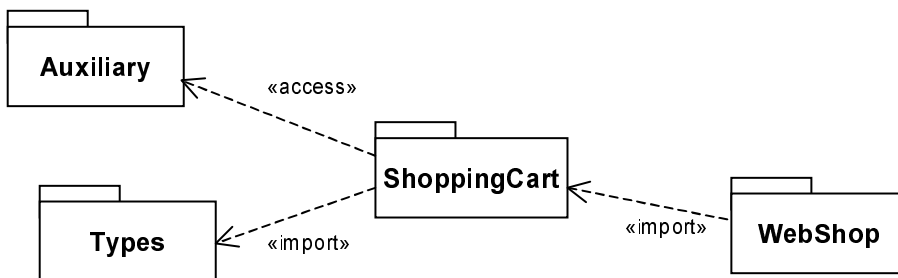 Auxiliary
«access»
ShoppingCart
Types
«import»
«import»
WebShop